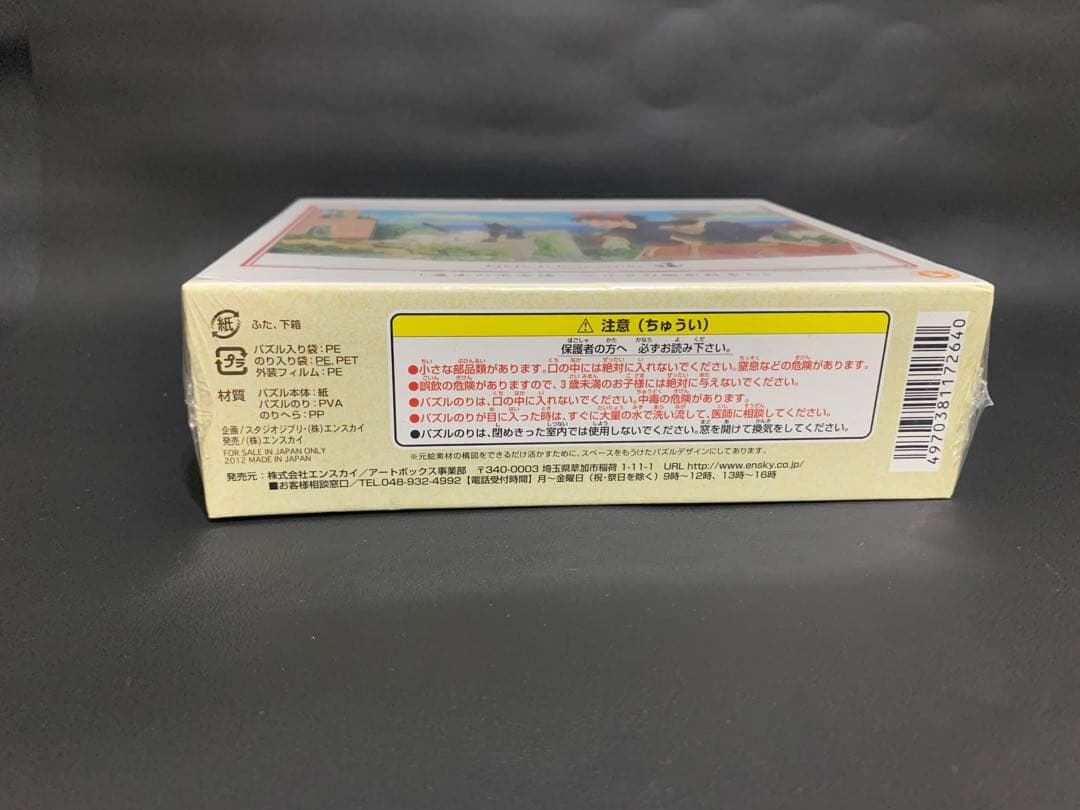 紙 ふた、下箱
プラ パズル入り袋：PE
のり入り袋：PE, PET
外装フィルム：PE
材質 パズル本体：紙
パズルのり：PVA
のりへら：PP
企画/スタジオジブリ・(株)エンスカイ
発売/(株)エンスカイ
FOR SALE IN JAPAN ONLY
2012 MADE IN JAPAN
⚠ 注意（ちゅうい）
保護者の方へ 必ずお読み下さい。
●小さな部品類があります。口の中には絶対に入れないでください。窒息などの危険があります。
●誤飲の危険がありますので、3歳未満のお子様には絶対に与えないでください。
●パズルのりは、口の中に入れないでください。中毒の危険があります。
●パズルのりが目に入った時は、すぐに大量の水で洗い流して、医師に相談してください。
●パズルのりは、閉めきった室内では使用しないでください。窓を開けて換気をしてください。
※元絵素材の構図をできるだけ活かすために、スペースをもうけたパズルデザインにしてあります。
発売元：株式会社エンスカイ/アートボックス事業部 〒340-0003 埼玉県草加市稲荷 1-11-1 URL http://www.ensky.co.jp/
■お客様相談窓口/TEL.048-932-4992【電話受付時間】月～金曜日（祝・祭日を除く）9時～12時、13時～16時
4970381172640